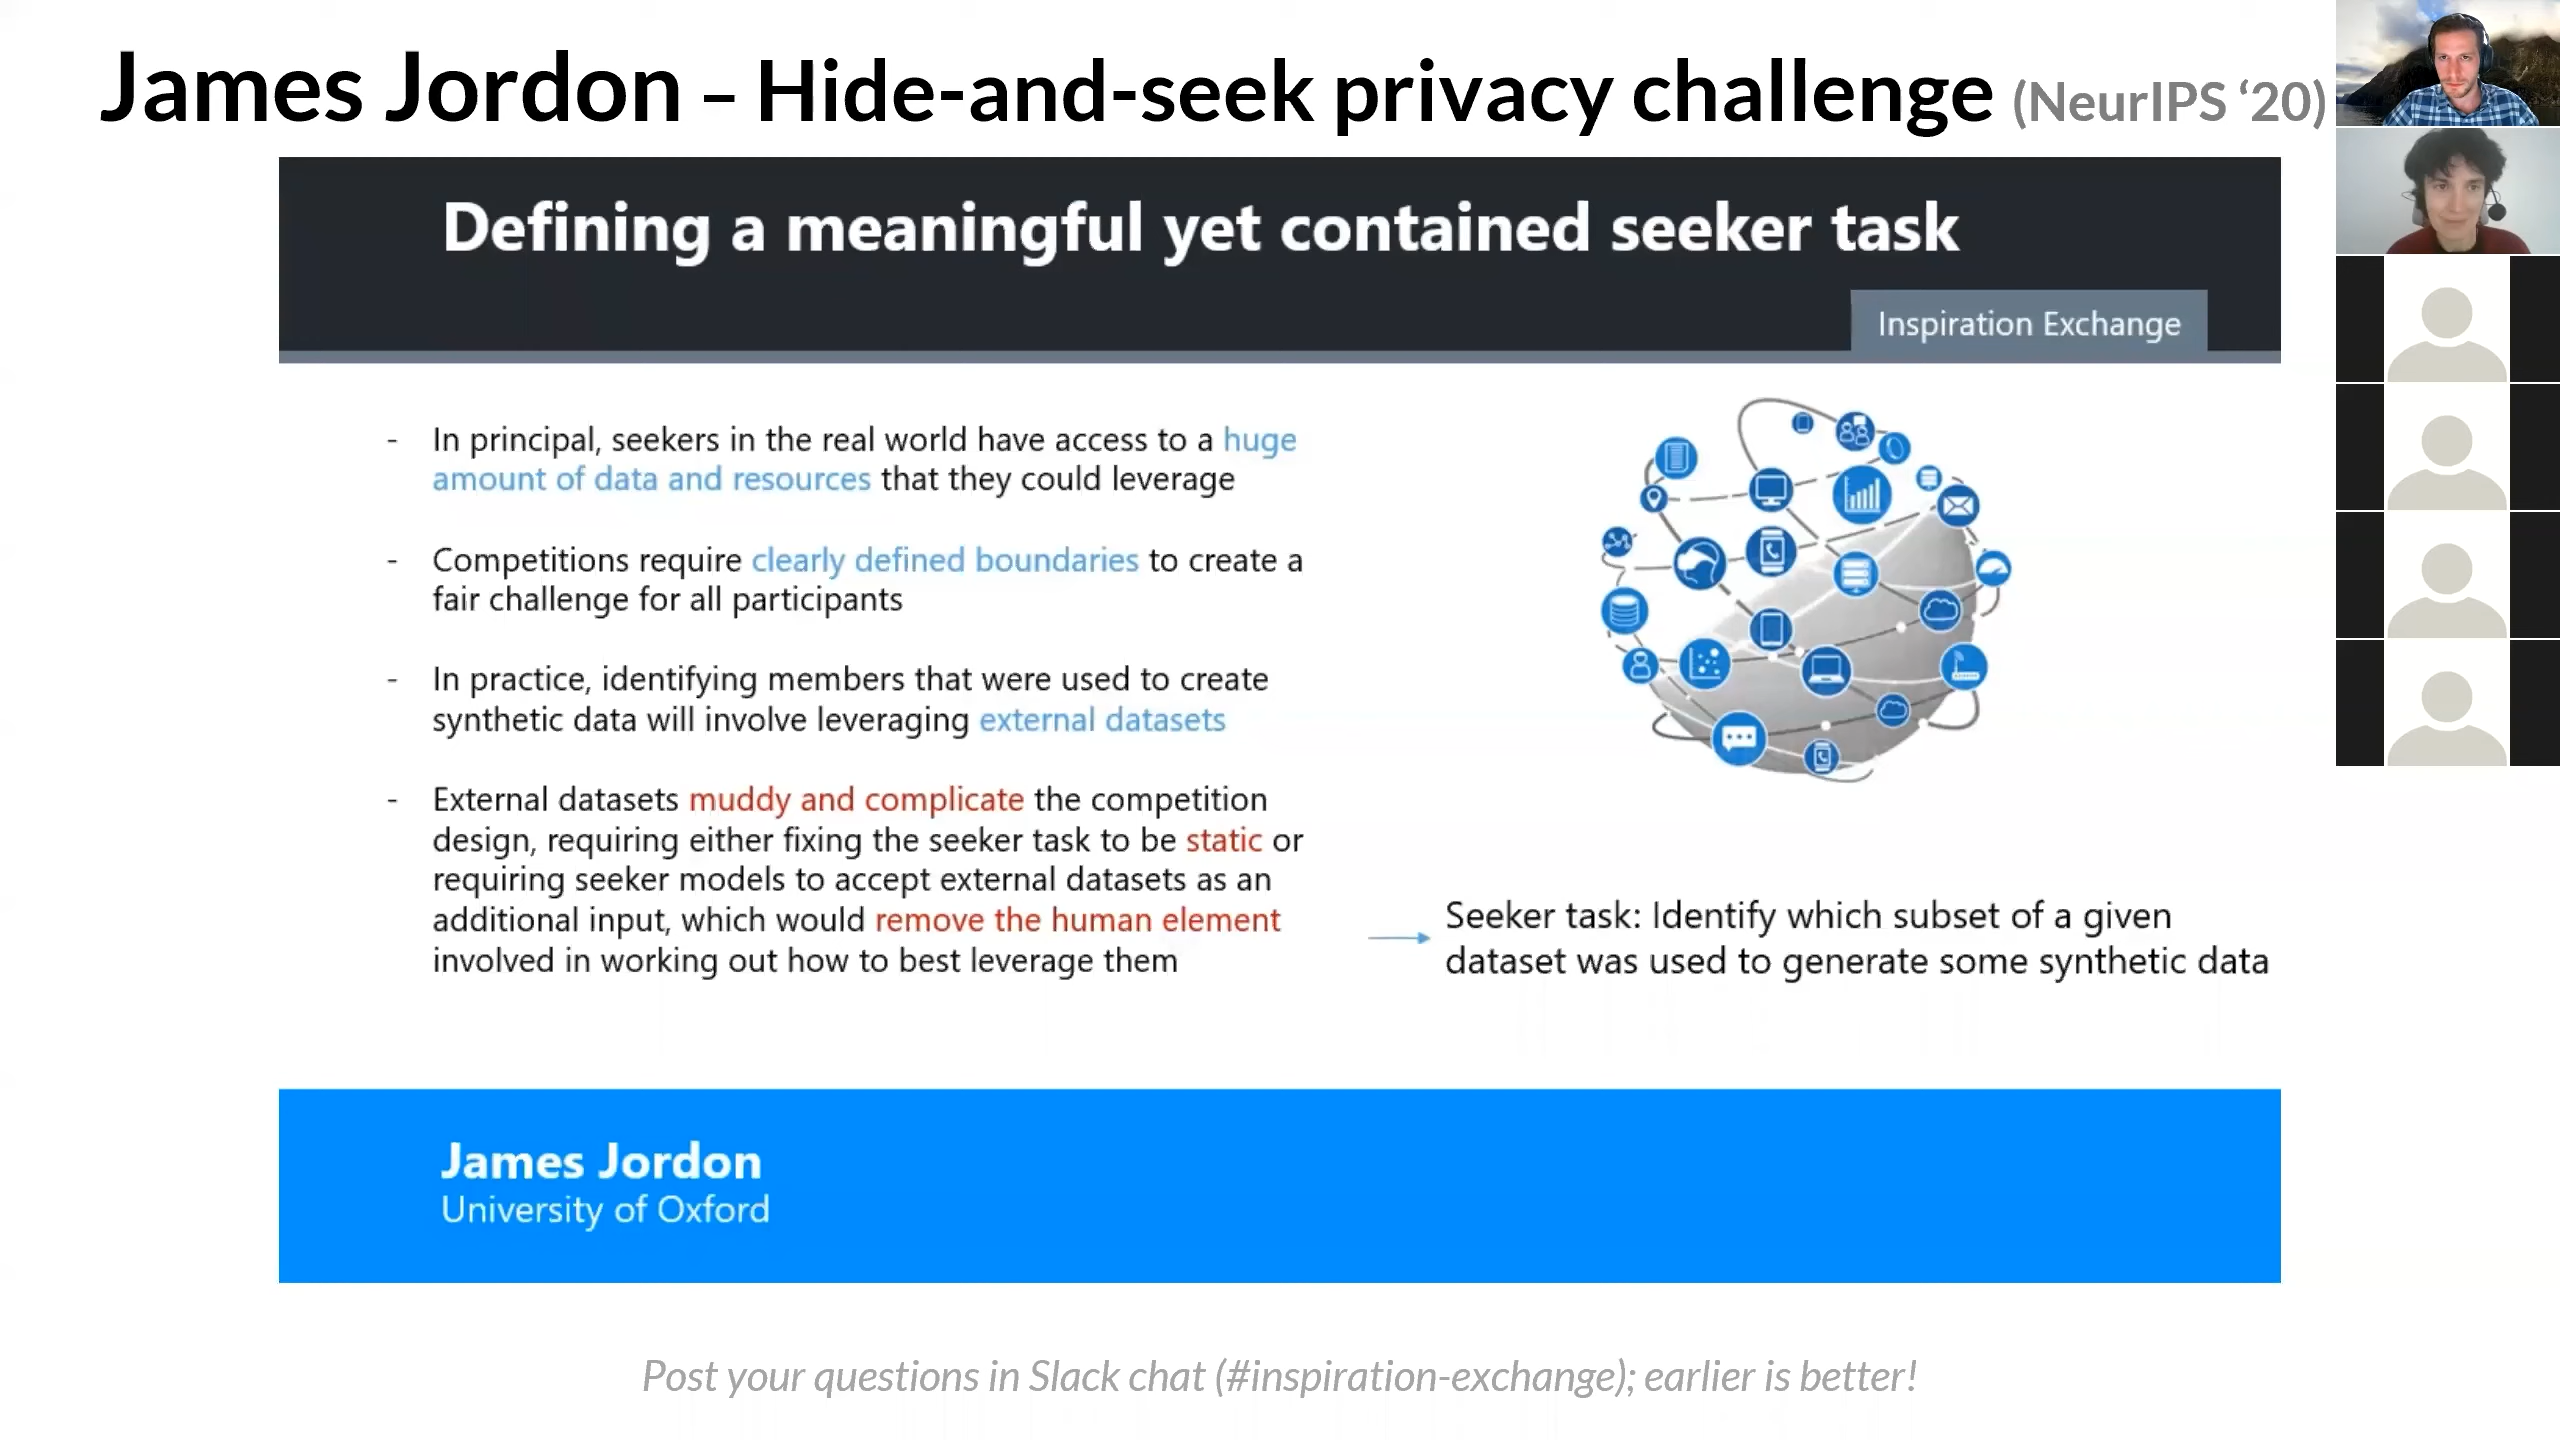 James Jordon – Hide-and-seek privacy challenge (NeurIPS ‘20)
Defining a meaningful yet contained seeker task
Inspiration Exchange
- In principal, seekers in the real world have access to a huge
amount of data and resources that they could leverage
- Competitions require clearly defined boundaries to create a
fair challenge for all participants
- In practice, identifying members that were used to create
synthetic data will involve leveraging external datasets
- External datasets muddy and complicate the competition
design, requiring either fixing the seeker task to be static or
requiring seeker models to accept external datasets as an
additional input, which would remove the human element
involved in working out how to best leverage them
Seeker task: Identify which subset of a given
dataset was used to generate some synthetic data
James Jordon
University of Oxford
Post your questions in Slack chat (#inspiration-exchange); earlier is better!